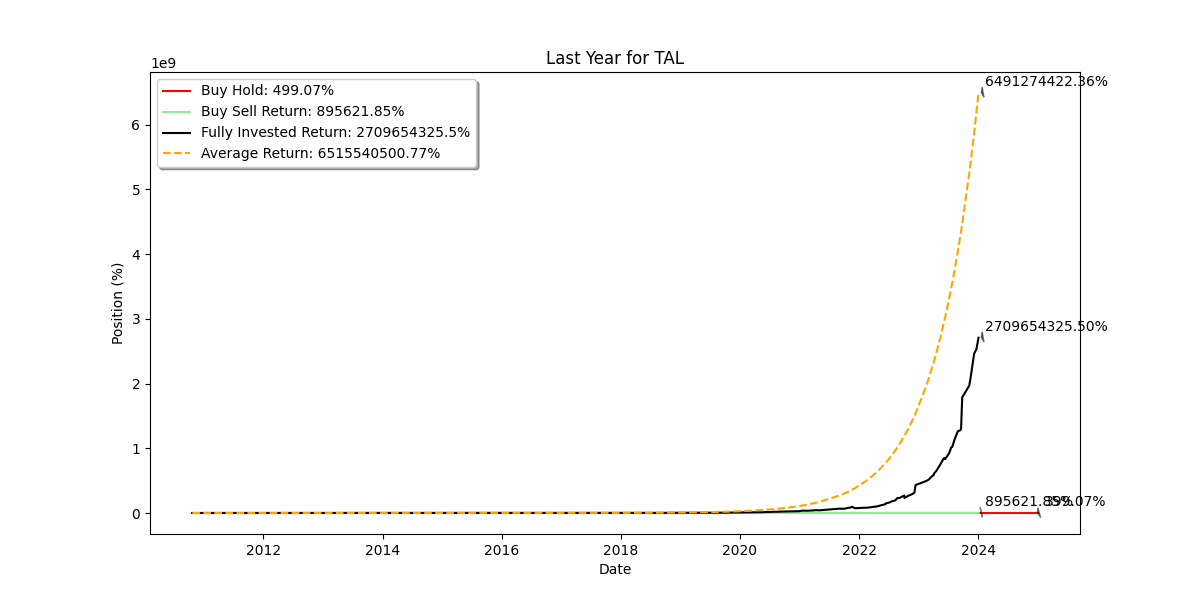 Last Year for TAL
1e9
Buy Hold: 499.07%
Buy Sell Return: 895621.85%
Fully Invested Return: 2709654325.5%
Average Return: 6515540500.77%
6491274422.36%
2709654325.50%
895621.85%
399.07%
6
5
4
3
2
1
0
Position (%)
2012 2014 2016 2018 2020 2022 2024
Date